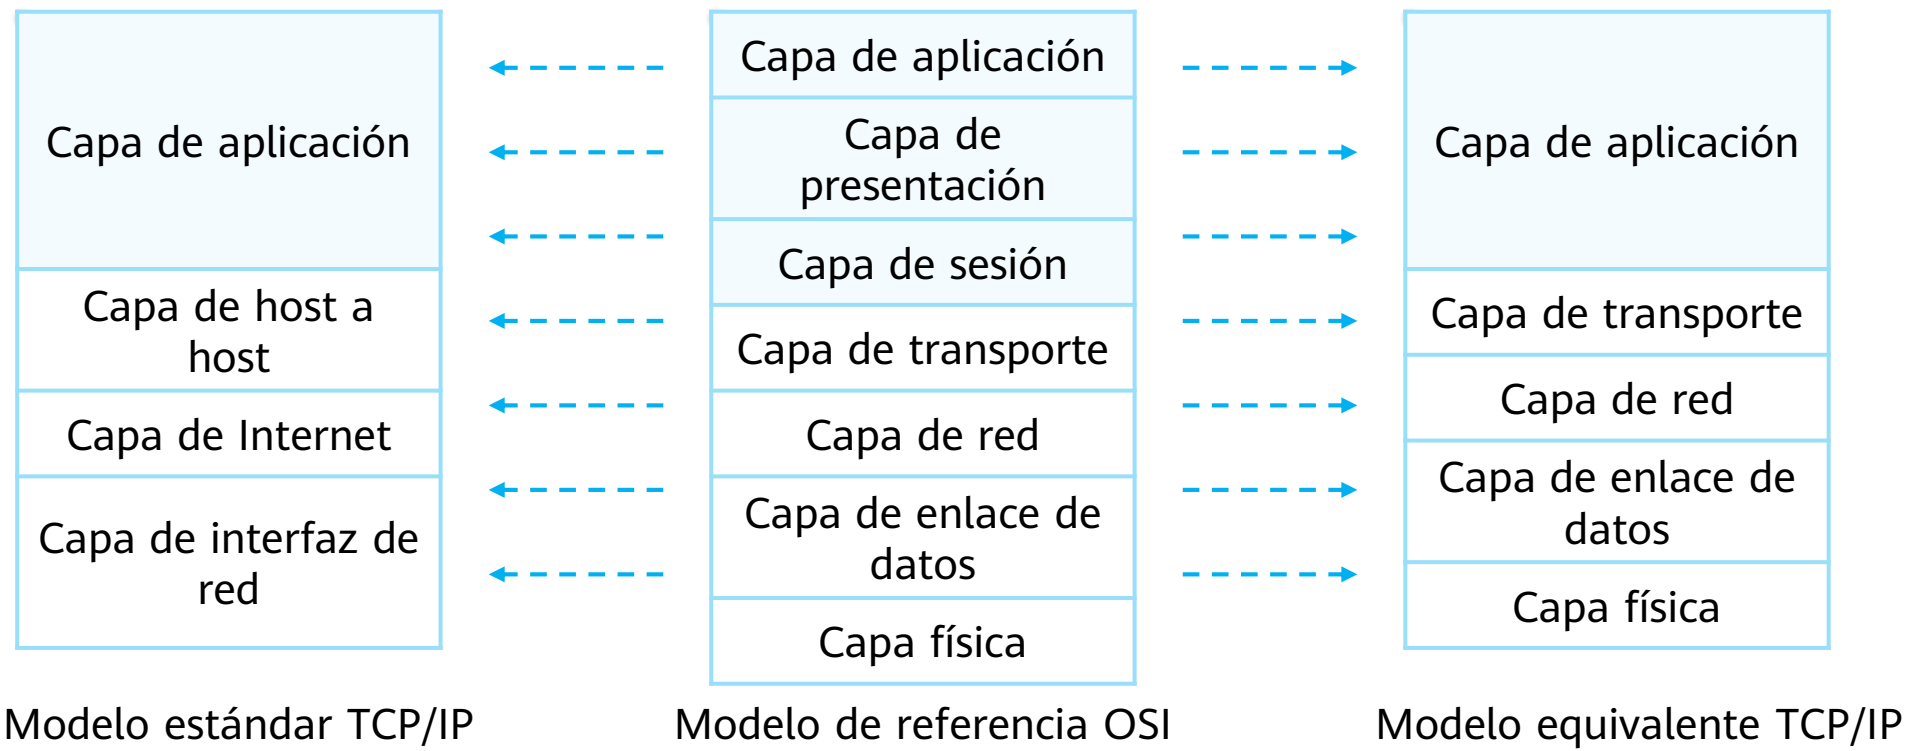 Capa de aplicación
Capa de host a
host
Capa de Internet
Capa de interfaz de
red
Modelo estándar TCP/IP
Capa de aplicación
Capa de
presentación
Capa de sesión
Capa de transporte
Capa de red
Capa de enlace de
datos
Capa física
Modelo de referencia OSI
Capa de aplicación
Capa de transporte
Capa de red
Capa de enlace de
datos
Capa física
Modelo equivalente TCP/IP